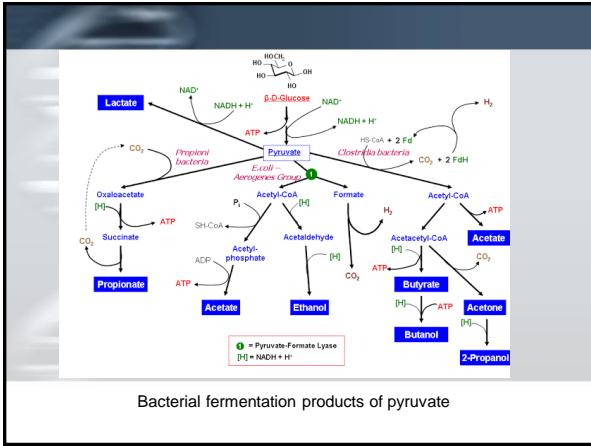 HOH₂C
HO
O
HO
OH
HO
β-D-Glucose
NAD⁺
NADH + H⁺
Lactate
NAD⁺
NADH + H⁺
ATP
H₂
HS-CoA + 2 Fd
CO₂ + 2 FdH
Pyruvate
Clostridia bacteria
CO₂
Propioni
bacteria
E.coli –
Aerogenes Group
1
Oxaloacetate
Acetyl-CoA
Formate
Acetyl-CoA
[H]
ATP
Pᵢ
[H]
H₂
ATP
Succinate
SH-CoA
Acetyl-
phosphate
Acetaldehyde
Acetacetyl-CoA
Acetate
CO₂
ADP
[H]
CO₂
[H]
CO₂
ATP
ATP
Propionate
Butyrate
Acetate
Ethanol
[H]
ATP
Acetone
[H]
Butanol
2-Propanol
1 = Pyruvate-Formate Lyase
[H] = NADH + H⁺
Bacterial fermentation products of pyruvate